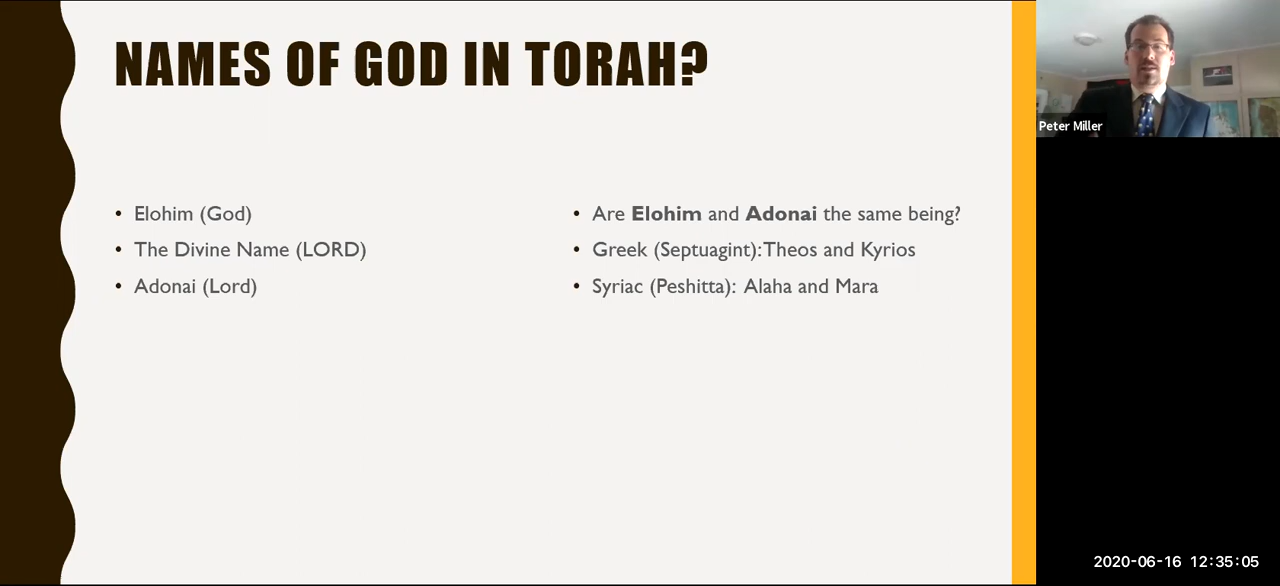 NAMES OF GOD IN TORAH?
• Elohim (God)
• The Divine Name (LORD)
• Adonai (Lord)
• Are Elohim and Adonai the same being?
• Greek (Septuagint): Theos and Kyrios
• Syriac (Peshitta): Alaha and Mara
Peter Miller
2020-06-16 12:35:05